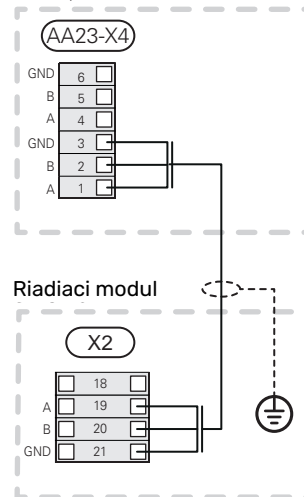 AA23-X4
GND 6
B 5
A 4
GND 3
B 2
A 1
Riadiaci modul
X2
18
A 19
B 20
GND 21